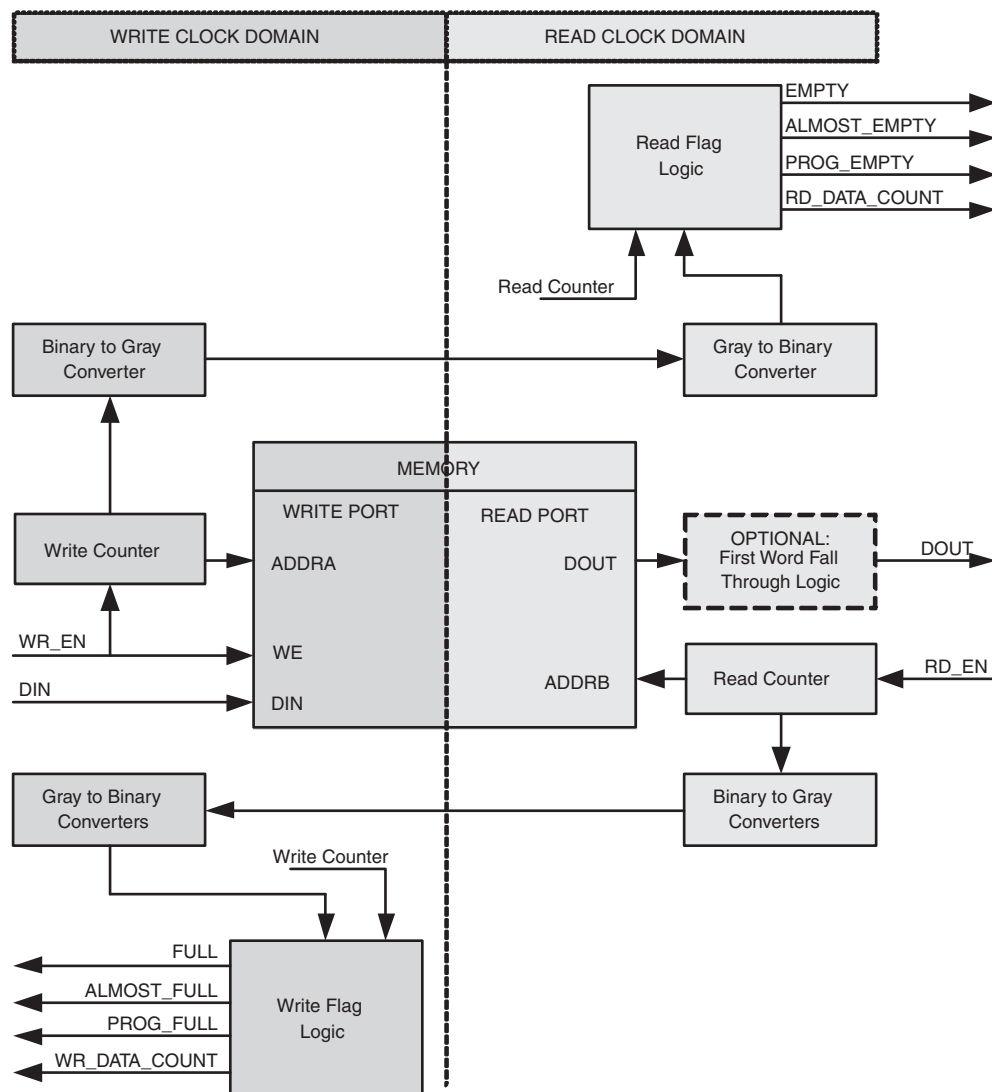 WRITE CLOCK DOMAIN
READ CLOCK DOMAIN
EMPTY
ALMOST_EMPTY
PROG_EMPTY
RD_DATA_COUNT
Read Flag
Logic
Read Counter
Binary to Gray
Converter
Gray to Binary
Converter
MEMORY
WRITE PORT
READ PORT
Write Counter
ADDRA
DOUT
OPTIONAL:
First Word Fall
Through Logic
DOUT
WR_EN
WE
DIN
DIN
ADDRB
Read Counter
RD_EN
Gray to Binary
Converters
Binary to Gray
Converters
Write Counter
FULL
ALMOST_FULL
PROG_FULL
WR_DATA_COUNT
Write Flag
Logic